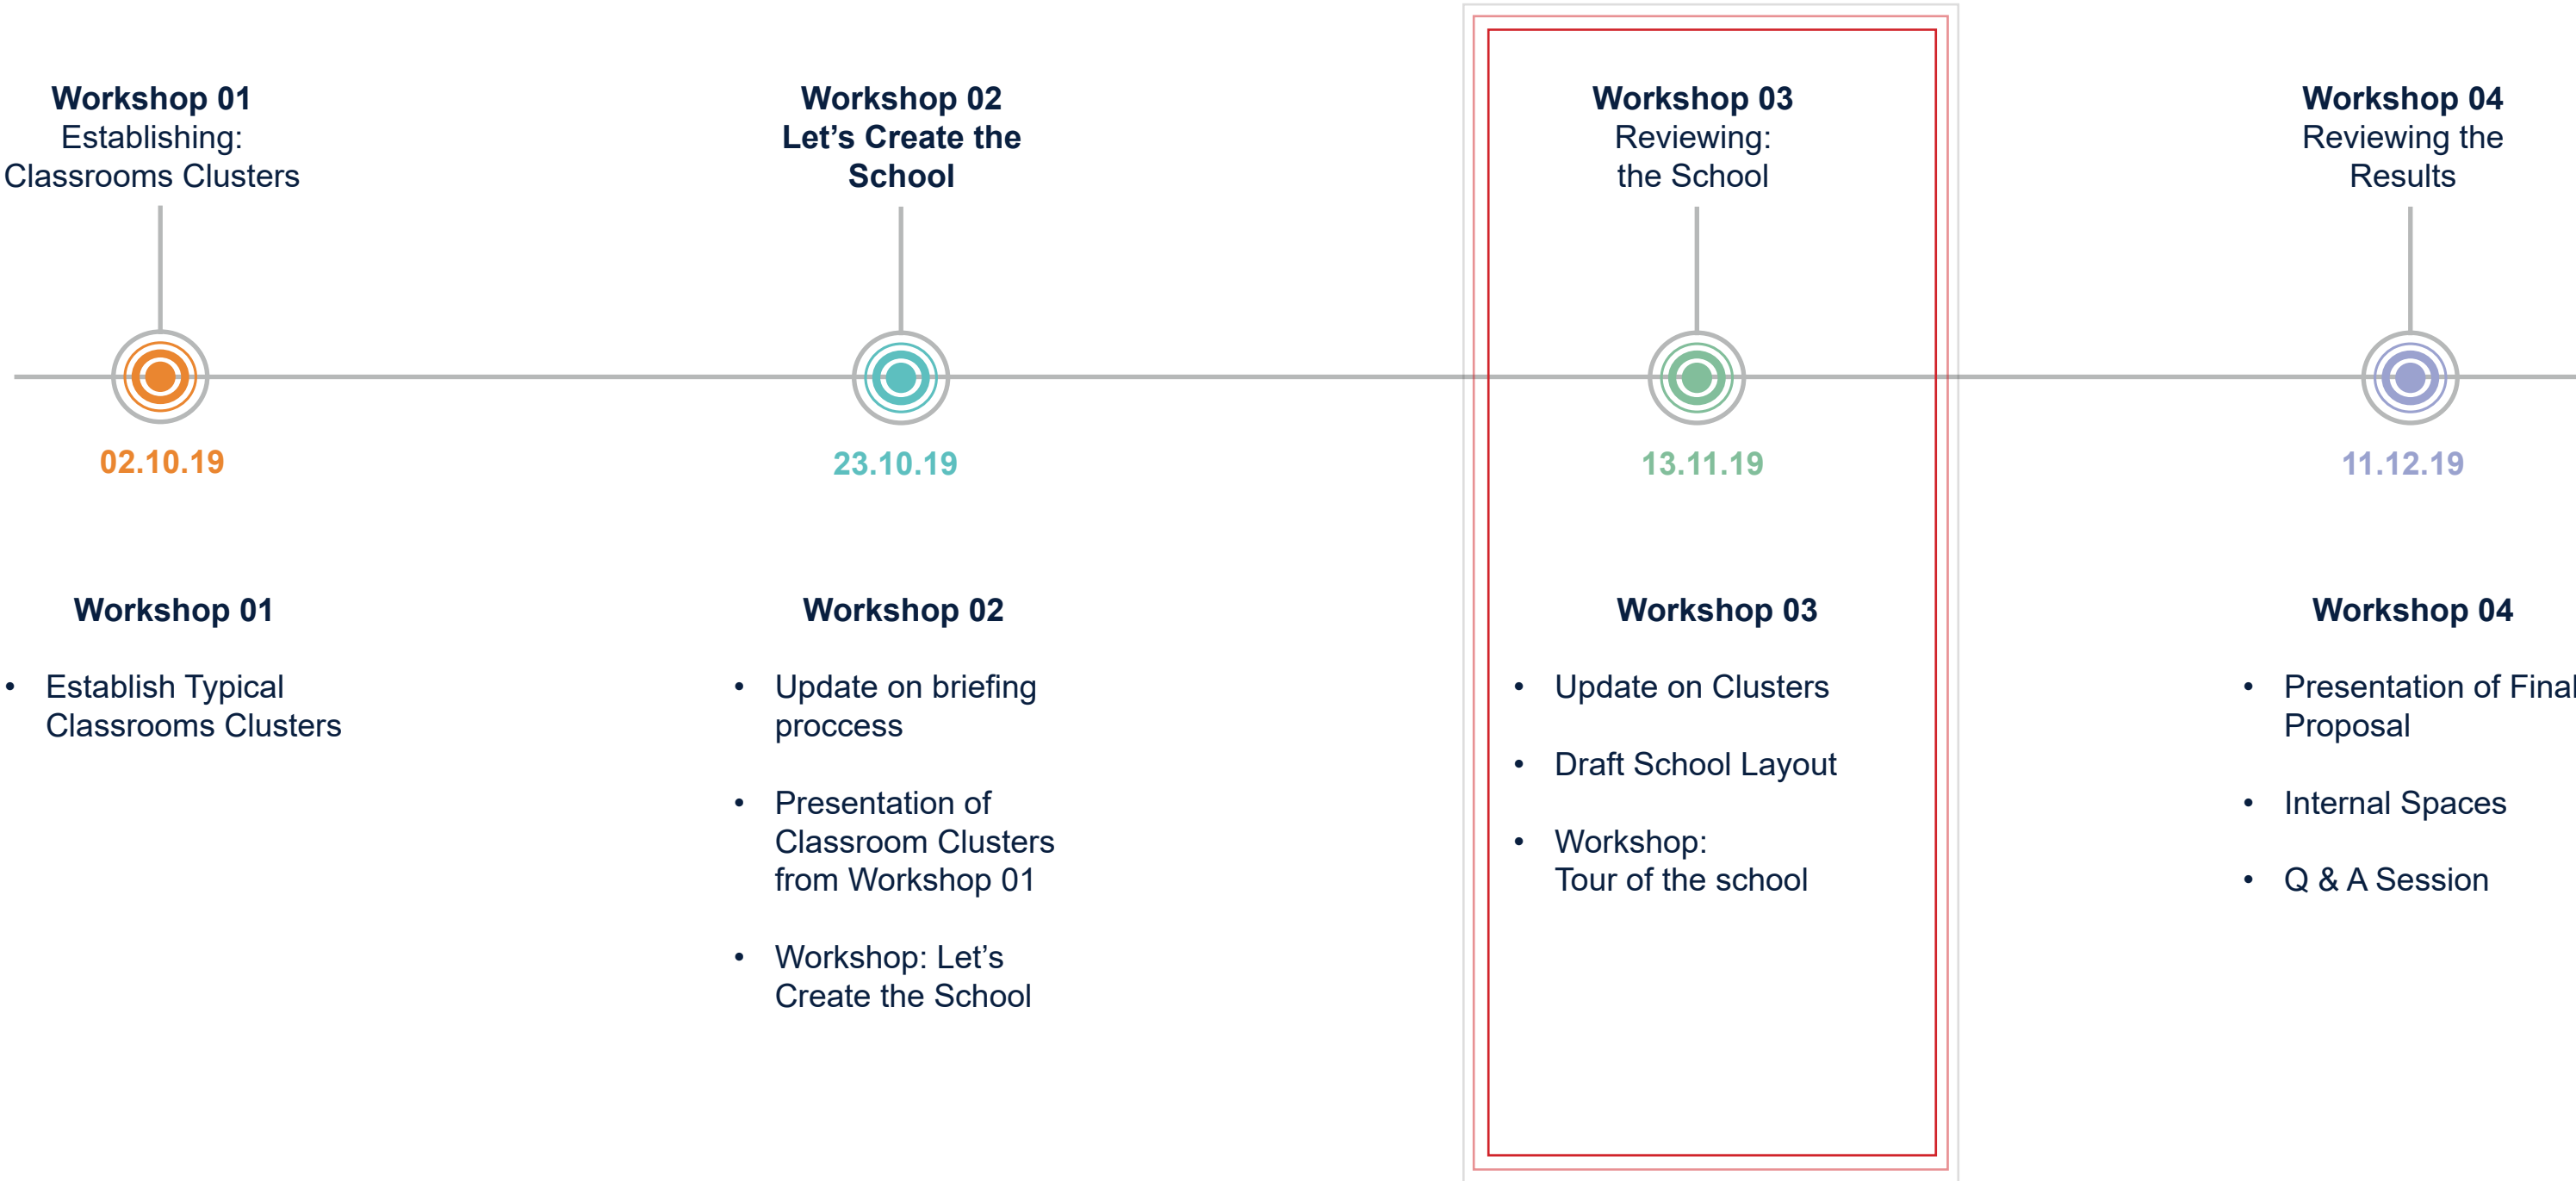 Workshop 01
Establishing:
Classrooms Clusters
Workshop 02
Let’s Create the
School
Workshop 03
Reviewing:
the School
Workshop 04
Reviewing the
Results
02.10.19
23.10.19
13.11.19
11.12.19
Workshop 01
• Establish Typical
Classrooms Clusters
Workshop 02
• Update on briefing
proccess
• Presentation of
Classroom Clusters
from Workshop 01
• Workshop: Let’s
Create the School
Workshop 03
• Update on Clusters
• Draft School Layout
• Workshop:
Tour of the school
Workshop 04
• Presentation of Final
Proposal
• Internal Spaces
• Q & A Session